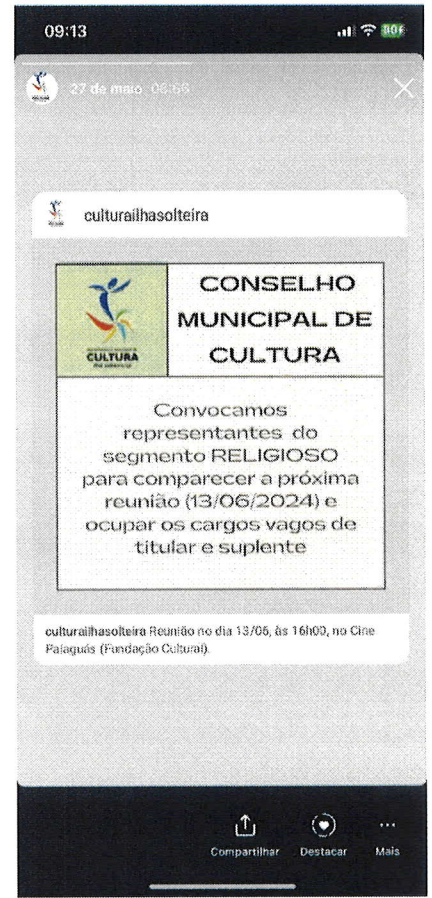 09:13
27 de maio 06:56
culturailhasolteira
CONSELHO
MUNICIPAL DE
CULTURA
CULTURA
Convocamos
representantes do
segmento RELIGIOSO
para comparecer a próxima
reunião (13/06/2024) e
ocupar os cargos vagos de
titular e suplente
culturailhasolteira Reunião no dia 13/06, às 16h00, no Cine
Paiaguás (Fundação Cultural).
Compartilhar Destacar Mais